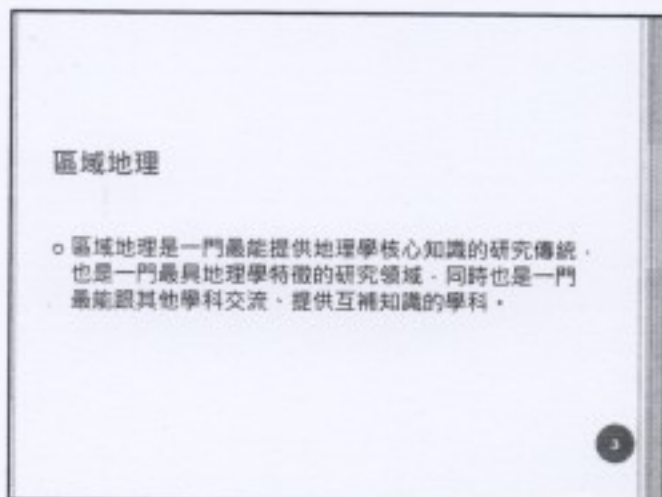 區域地理
o 區域地理是一門最能提供地理學核心知識的研究傳統，
也是一門最具地理學特徵的研究領域，同時也是一門
最能跟其他學科交流、提供互補知識的學科。
3